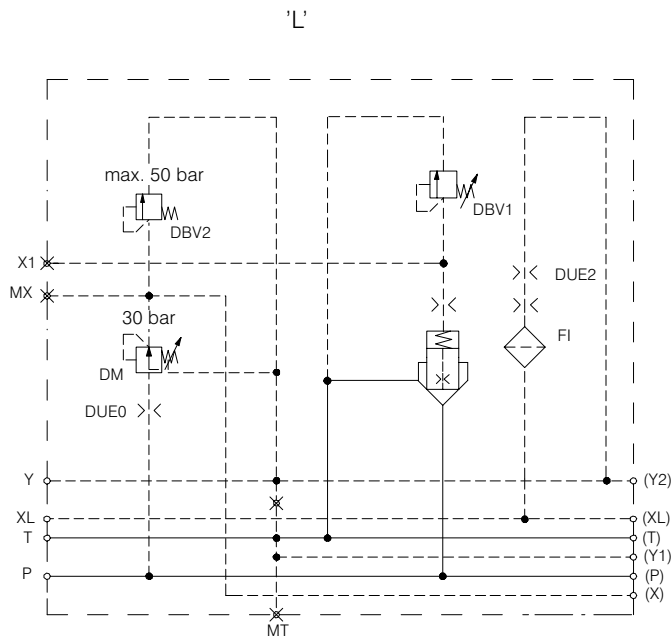 'L'
max. 50 bar
DBV2
DBV1
X1
DUE2
MX
30 bar
FI
DM
DUE0
Y
(Y2)
XL
(XL)
T
(T)
(Y1)
P
(P)
(X)
MT